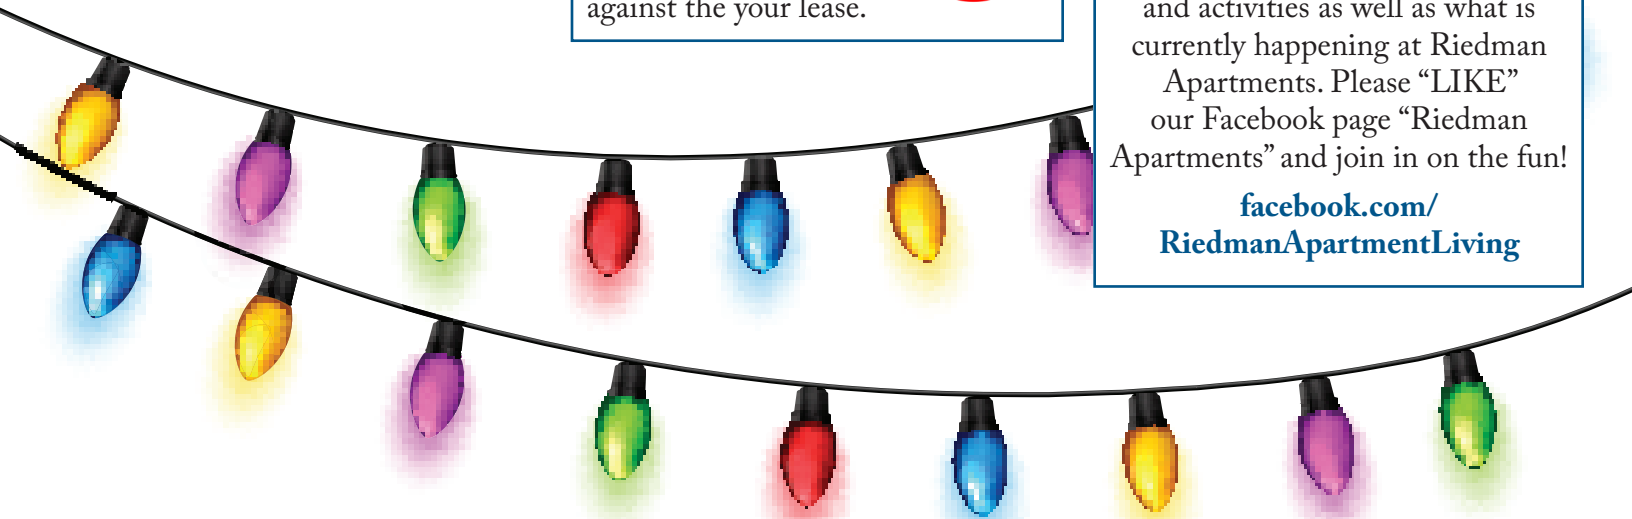 against the your lease.
and activities as well as what is
currently happening at Riedman
Apartments. Please “LIKE”
our Facebook page “Riedman
Apartments” and join in on the fun!
facebook.com/
RiedmanApartmentLiving